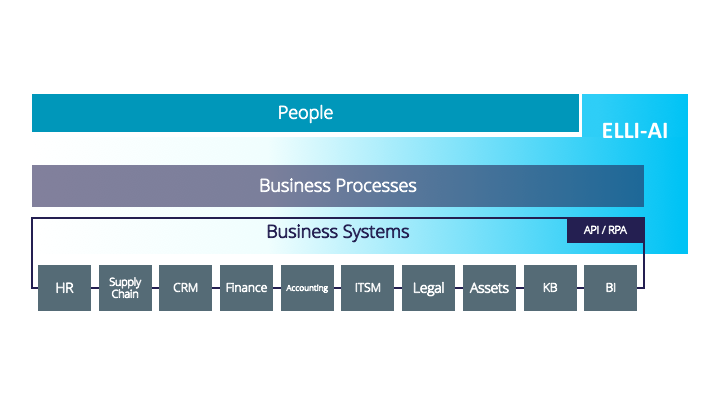 People
ELLI-AI
Business Processes
Business Systems
API / RPA
HR
Supply
Chain
CRM
Finance
Accounting
ITSM
Legal
Assets
KB
BI